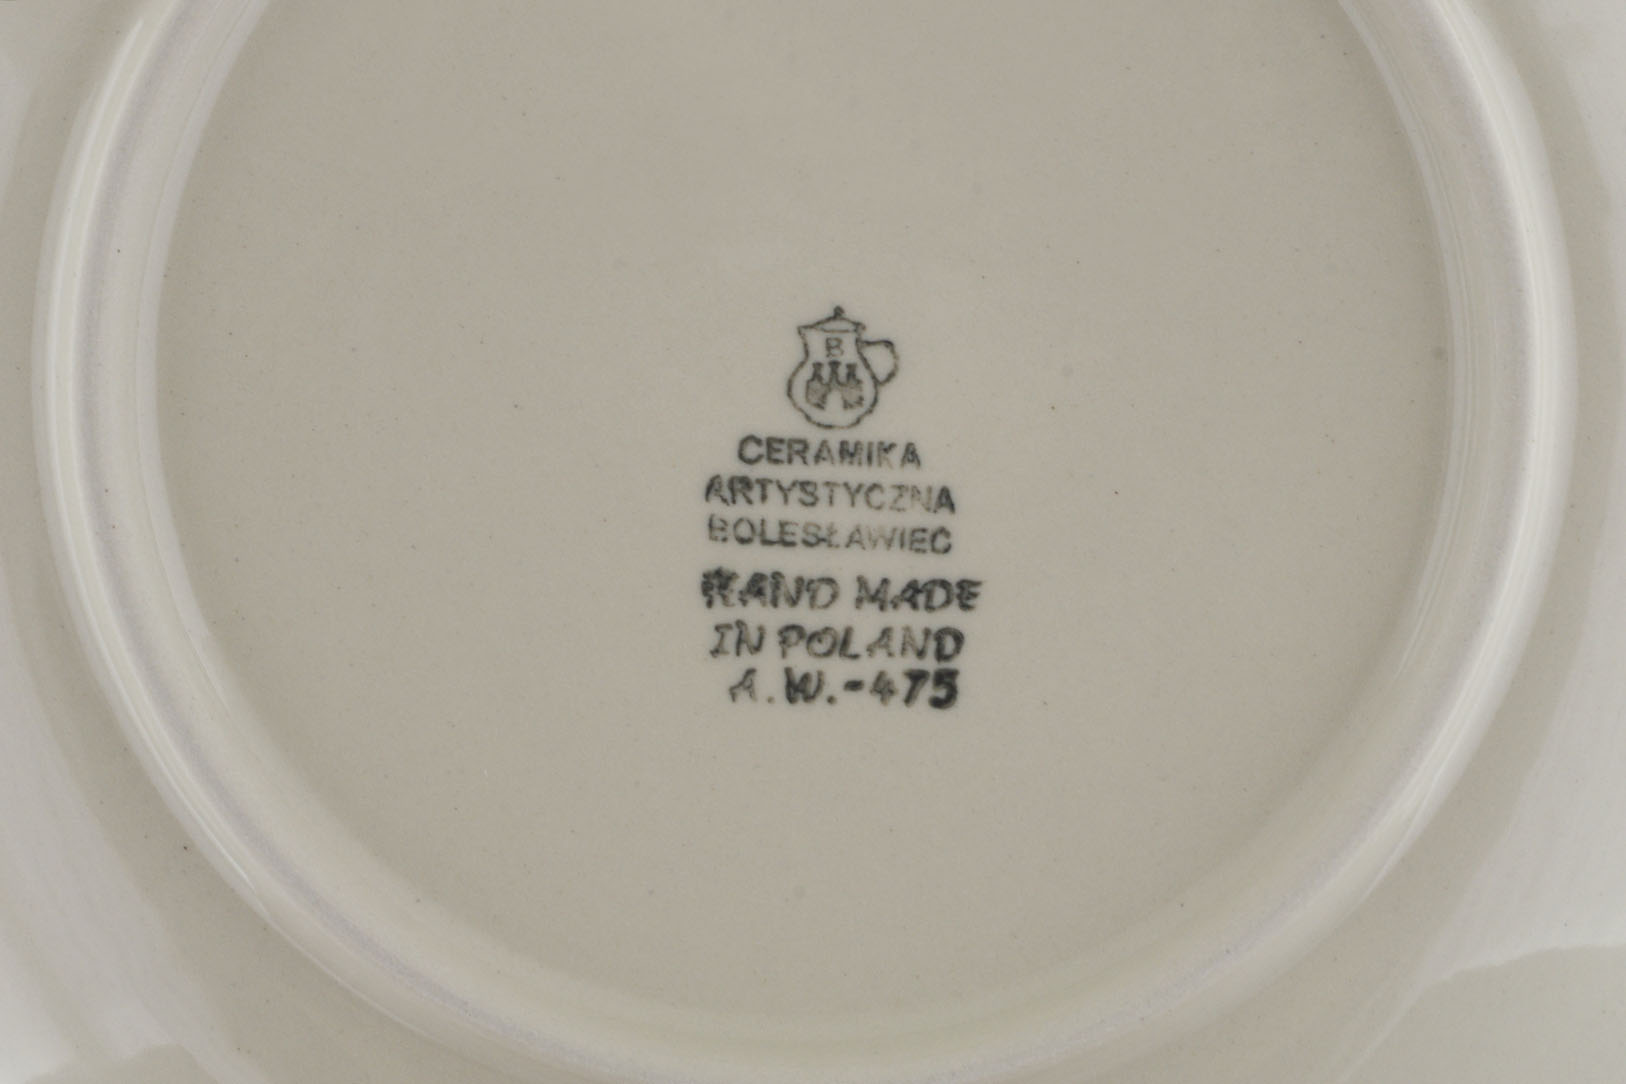 B
CERAMIKA
ARTYSTYCZNA
BOLESŁAWIEC
HAND MADE
IN POLAND
A.W.-475